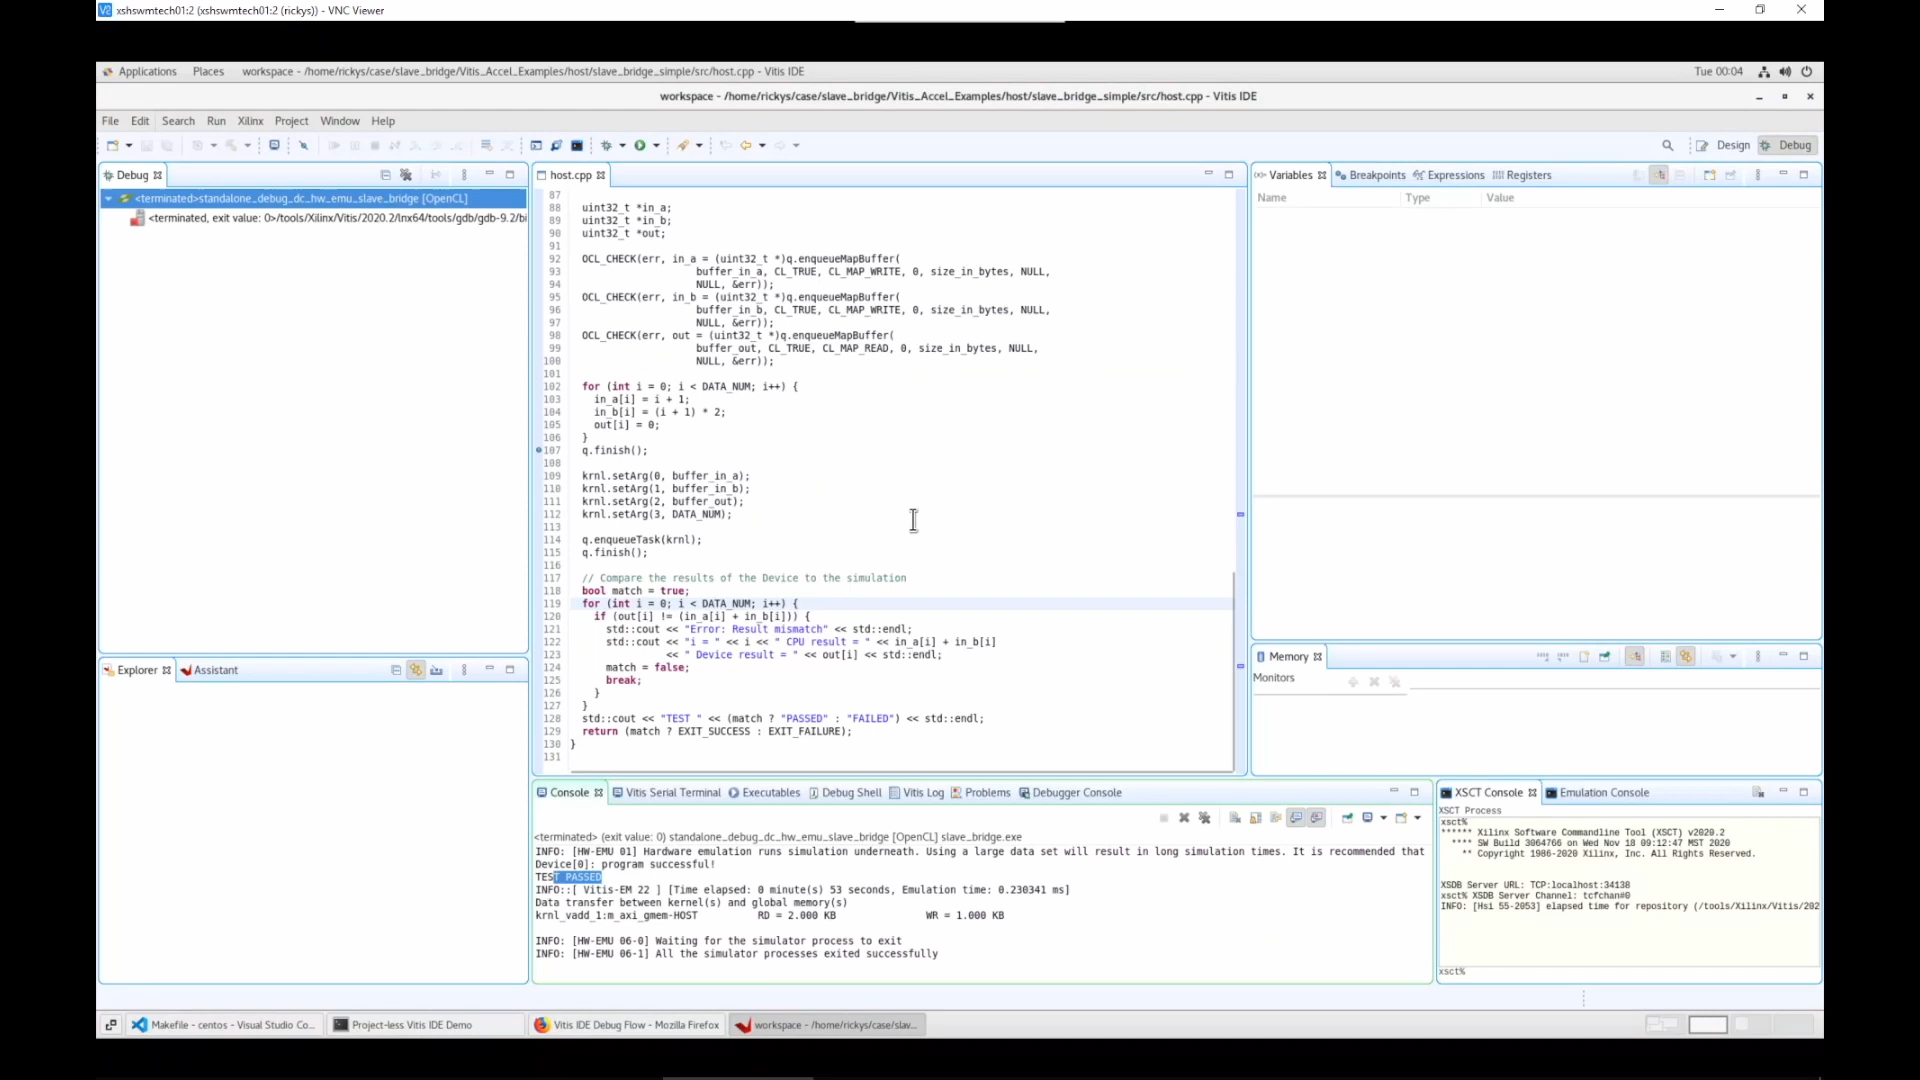 xshswmtech01:2 (xshswmtech01:2 (rickys)) - VNC Viewer
Applications Places workspace - /home/rickys/case/slave_bridge/Vitis_Accel_Examples/host/slave_bridge_simple/src/host.cpp - Vitis IDE Tue 00:04
workspace - /home/rickys/case/slave_bridge/Vitis_Accel_Examples/host/slave_bridge_simple/src/host.cpp - Vitis IDE
File Edit Search Run Xilinx Project Window Help
Design Debug
Debug
<terminated>standalone_debug_dc_hw_emu_slave_bridge [OpenCL]
<terminated, exit value: 0>/tools/Xilinx/Vitis/2020.2/lnx64/tools/gdb/gdb-9.2/bi
Explorer Assistant
host.cpp
87
88 uint32_t *in_a;
89 uint32_t *in_b;
90 uint32_t *out;
91
92 OCL_CHECK(err, in_a = (uint32_t *)q.enqueueMapBuffer(
93 buffer_in_a, CL_TRUE, CL_MAP_WRITE, 0, size_in_bytes, NULL,
94 NULL, &err));
95 OCL_CHECK(err, in_b = (uint32_t *)q.enqueueMapBuffer(
96 buffer_in_b, CL_TRUE, CL_MAP_WRITE, 0, size_in_bytes, NULL,
97 NULL, &err));
98 OCL_CHECK(err, out = (uint32_t *)q.enqueueMapBuffer(
99 buffer_out, CL_TRUE, CL_MAP_READ, 0, size_in_bytes, NULL,
100 NULL, &err));
101
102 for (int i = 0; i < DATA_NUM; i++) {
103 in_a[i] = i + 1;
104 in_b[i] = (i + 1) * 2;
105 out[i] = 0;
106 }
107 q.finish();
108
109 krnl.setArg(0, buffer_in_a);
110 krnl.setArg(1, buffer_in_b);
111 krnl.setArg(2, buffer_out);
112 krnl.setArg(3, DATA_NUM);
113
114 q.enqueueTask(krnl);
115 q.finish();
116
117 // Compare the results of the Device to the simulation
118 bool match = true;
119 for (int i = 0; i < DATA_NUM; i++) {
120 if (out[i] != (in_a[i] + in_b[i])) {
121 std::cout << "Error: Result mismatch" << std::endl;
122 std::cout << "i = " << i << " CPU result = " << in_a[i] + in_b[i]
123 << " Device result = " << out[i] << std::endl;
124 match = false;
125 break;
126 }
127 }
128 std::cout << "TEST " << (match ? "PASSED" : "FAILED") << std::endl;
129 return (match ? EXIT_SUCCESS : EXIT_FAILURE);
130 }
131
Variables Breakpoints Expressions Registers
Name Type Value
Memory
Monitors
Console Vitis Serial Terminal Executables Debug Shell Vitis Log Problems Debugger Console
<terminated> (exit value: 0) standalone_debug_dc_hw_emu_slave_bridge [OpenCL] slave_bridge.exe
INFO: [HW-EMU 01] Hardware emulation runs simulation underneath. Using a large data set will result in long simulation times. It is recommended that
Device[0]: program successful!
TEST PASSED
INFO::[ Vitis-EM 22 ] [Time elapsed: 0 minute(s) 53 seconds, Emulation time: 0.230341 ms]
Data transfer between kernel(s) and global memory(s)
krnl_vadd_1:m_axi_gmem-HOST RD = 2.000 KB WR = 1.000 KB
INFO: [HW-EMU 06-0] Waiting for the simulator process to exit
INFO: [HW-EMU 06-1] All the simulator processes exited successfully
XSCT Console Emulation Console
XSCT Process
xsct%
****** Xilinx Software Commandline Tool (XSCT) v2020.2
**** SW Build 3064766 on Wed Nov 18 09:12:47 MST 2020
** Copyright 1986-2020 Xilinx, Inc. All Rights Reserved.
XSDB Server URL: TCP:localhost:34138
xsct% XSDB Server Channel: tcfchan#0
INFO: [Hsi 55-2053] elapsed time for repository (/tools/Xilinx/Vitis/202
xsct%
Makefile - centos - Visual Studio Co... Project-less Vitis IDE Demo Vitis IDE Debug Flow - Mozilla Firefox workspace - /home/rickys/case/slav...